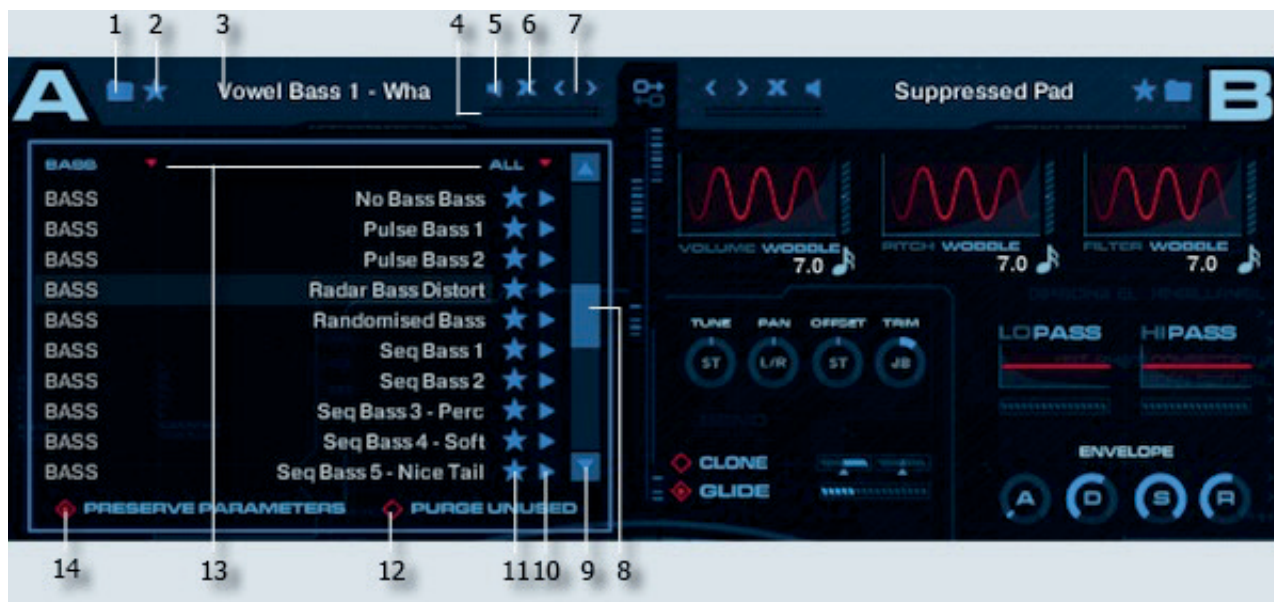 1 2 3 4 5 6 7
A Vowel Bass 1 - Wha X < > < > X Suppressed Pad B
BASS ALL
BASS No Bass Bass
BASS Pulse Bass 1
BASS Pulse Bass 2
BASS Radar Bass Distort
BASS Randomised Bass
BASS Seq Bass 1
BASS Seq Bass 2
BASS Seq Bass 3 - Perc
BASS Seq Bass 4 - Soft
BASS Seq Bass 5 - Nice Tail
PRESERVE PARAMETERS PURGE UNUSED
VOLUME WOBBLE PITCH WOBBLE FILTER WOBBLE
7.0 7.0 7.0
TUNE PAN OFFSET TRIM
ST L/R ST dB
LOPASS HIPASS
CLONE
GLIDE
ENVELOPE
A D S R
14 13 12 11 10 9 8